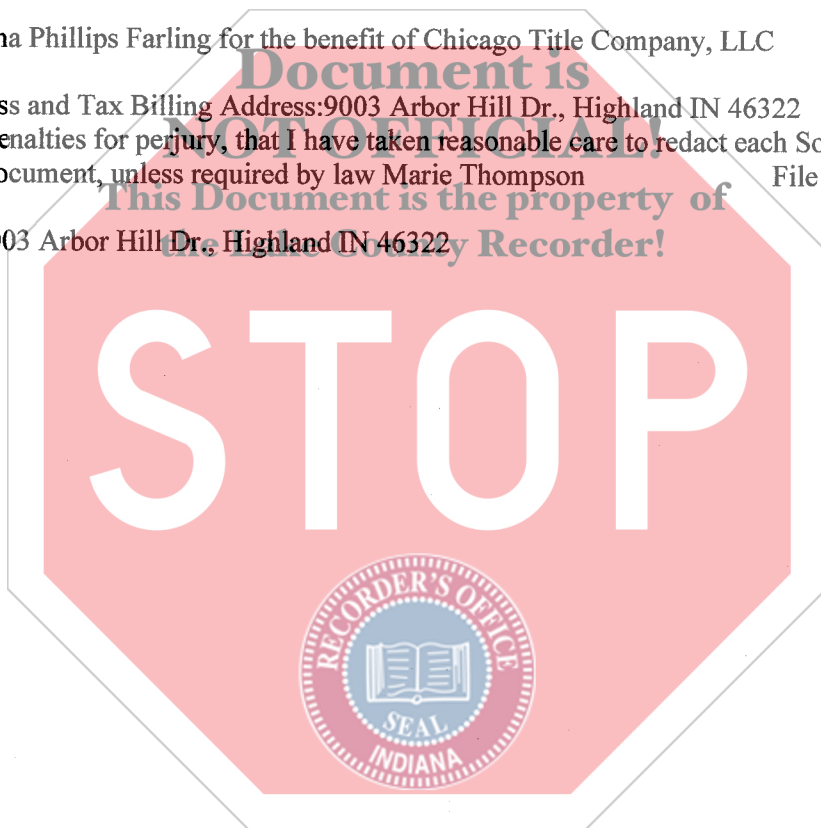 na Phillips Farling for the benefit of Chicago Title Company, LLC
Document is
ss and Tax Billing Address:9003 Arbor Hill Dr., Highland IN 46322
enalties for perjury, that I have taken reasonable care to redact each So
NOT OFFICIAL!
ocument, unless required by law Marie Thompson File
This Document is the property of
03 Arbor Hill Dr., Highland IN 46322
the Lake County Recorder!
STOP
RECORDER'S OFFICE
SEAL
INDIANA